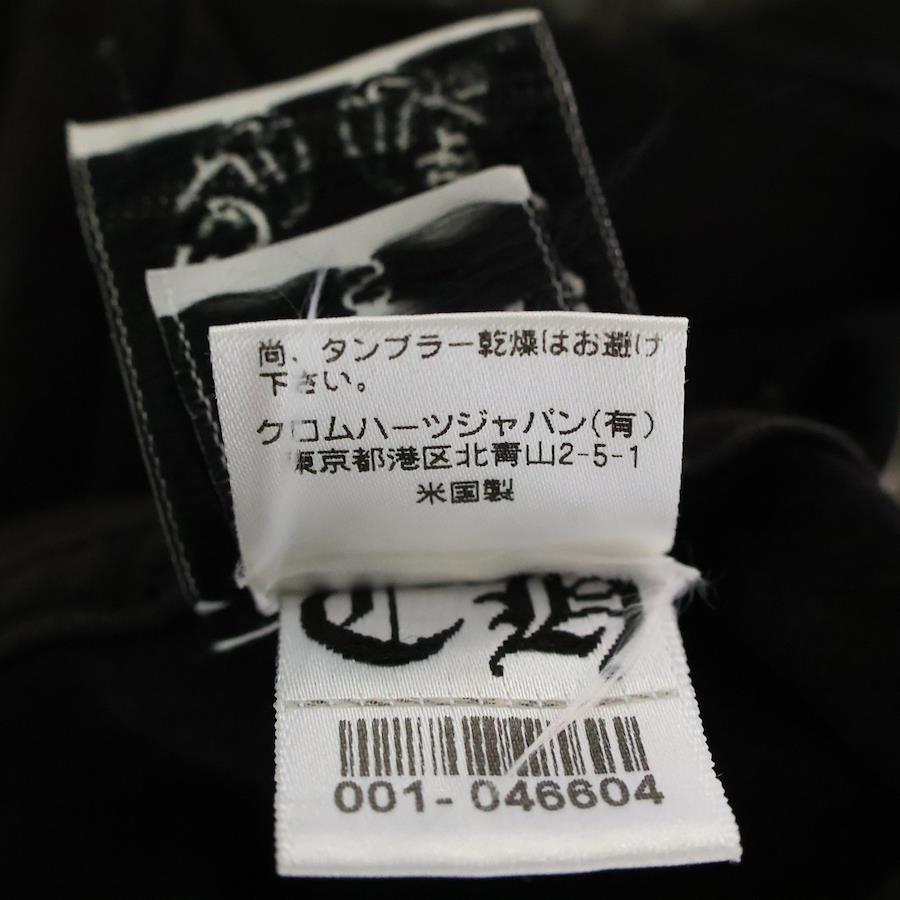 尚、タンブラー乾燥はお避け
下さい。
クロムハーツジャパン(有)
東京都港区北青山2-5-1
米国製
CH
001-046604